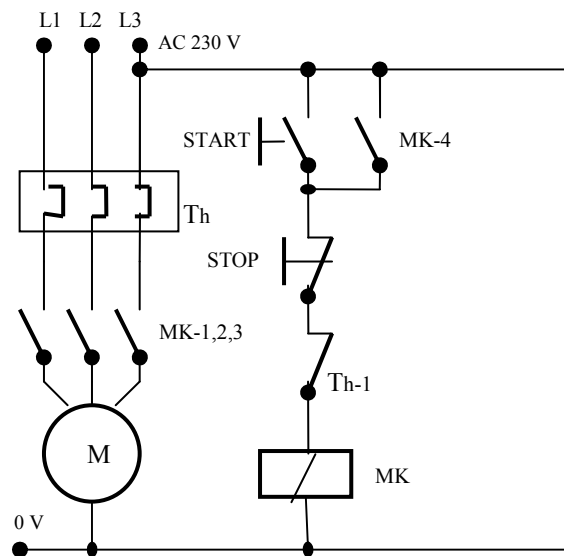 L1 L2 L3
AC 230 V
START
MK-4
Th
STOP
MK-1,2,3
Th-1
M
MK
0 V